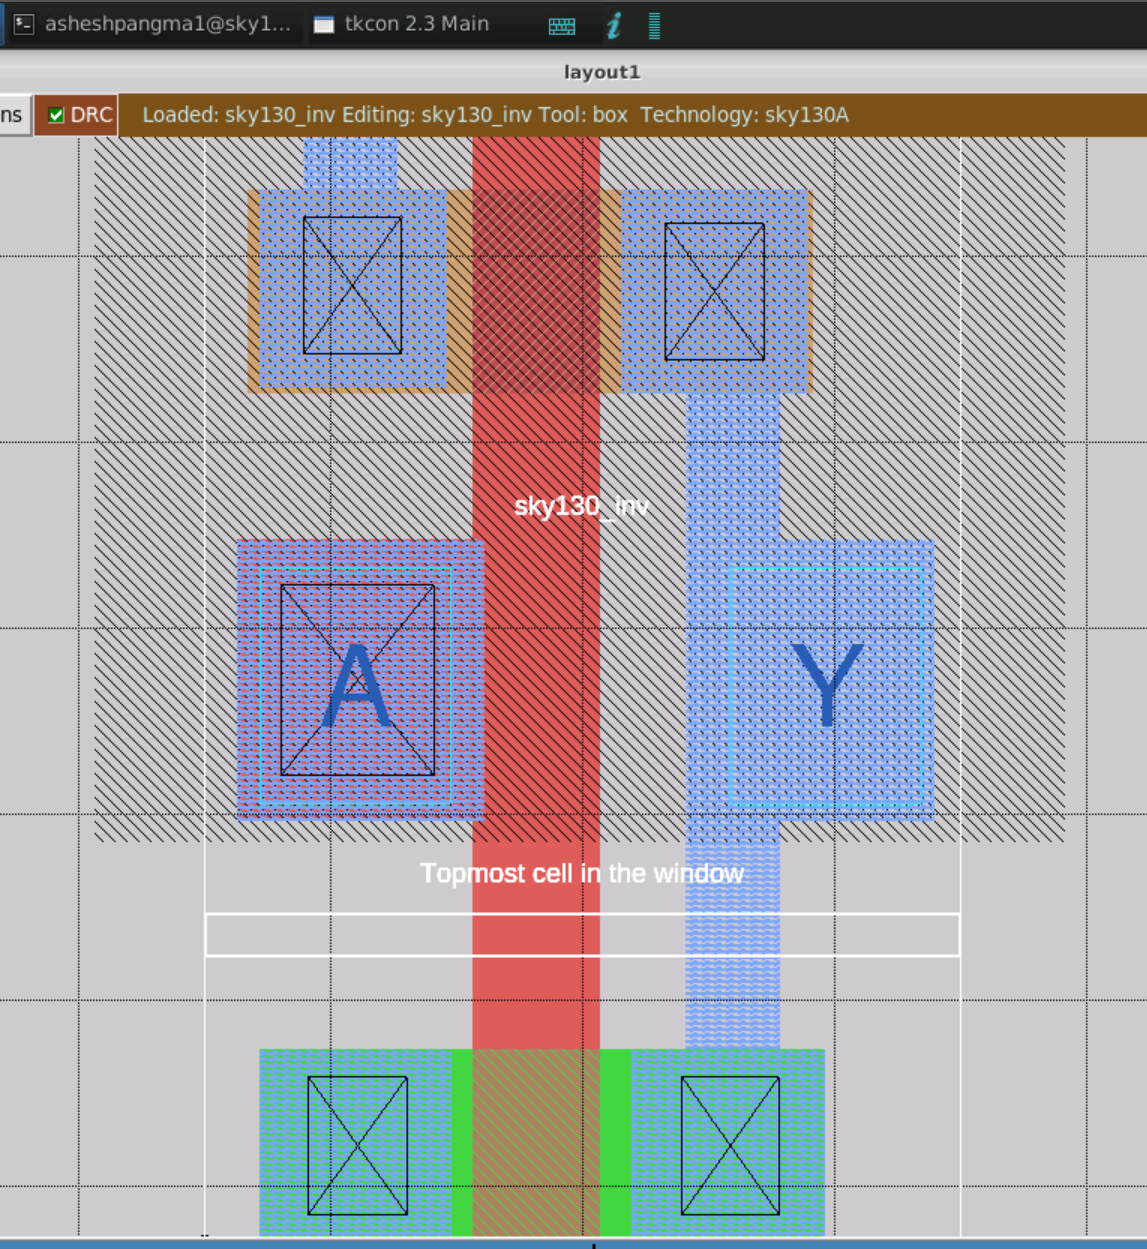 asheshpangma1@sky1... tkcon 2.3 Main
layout1
ns DRC Loaded: sky130_inv Editing: sky130_inv Tool: box Technology: sky130A
sky130_inv
A Y
Topmost cell in the window